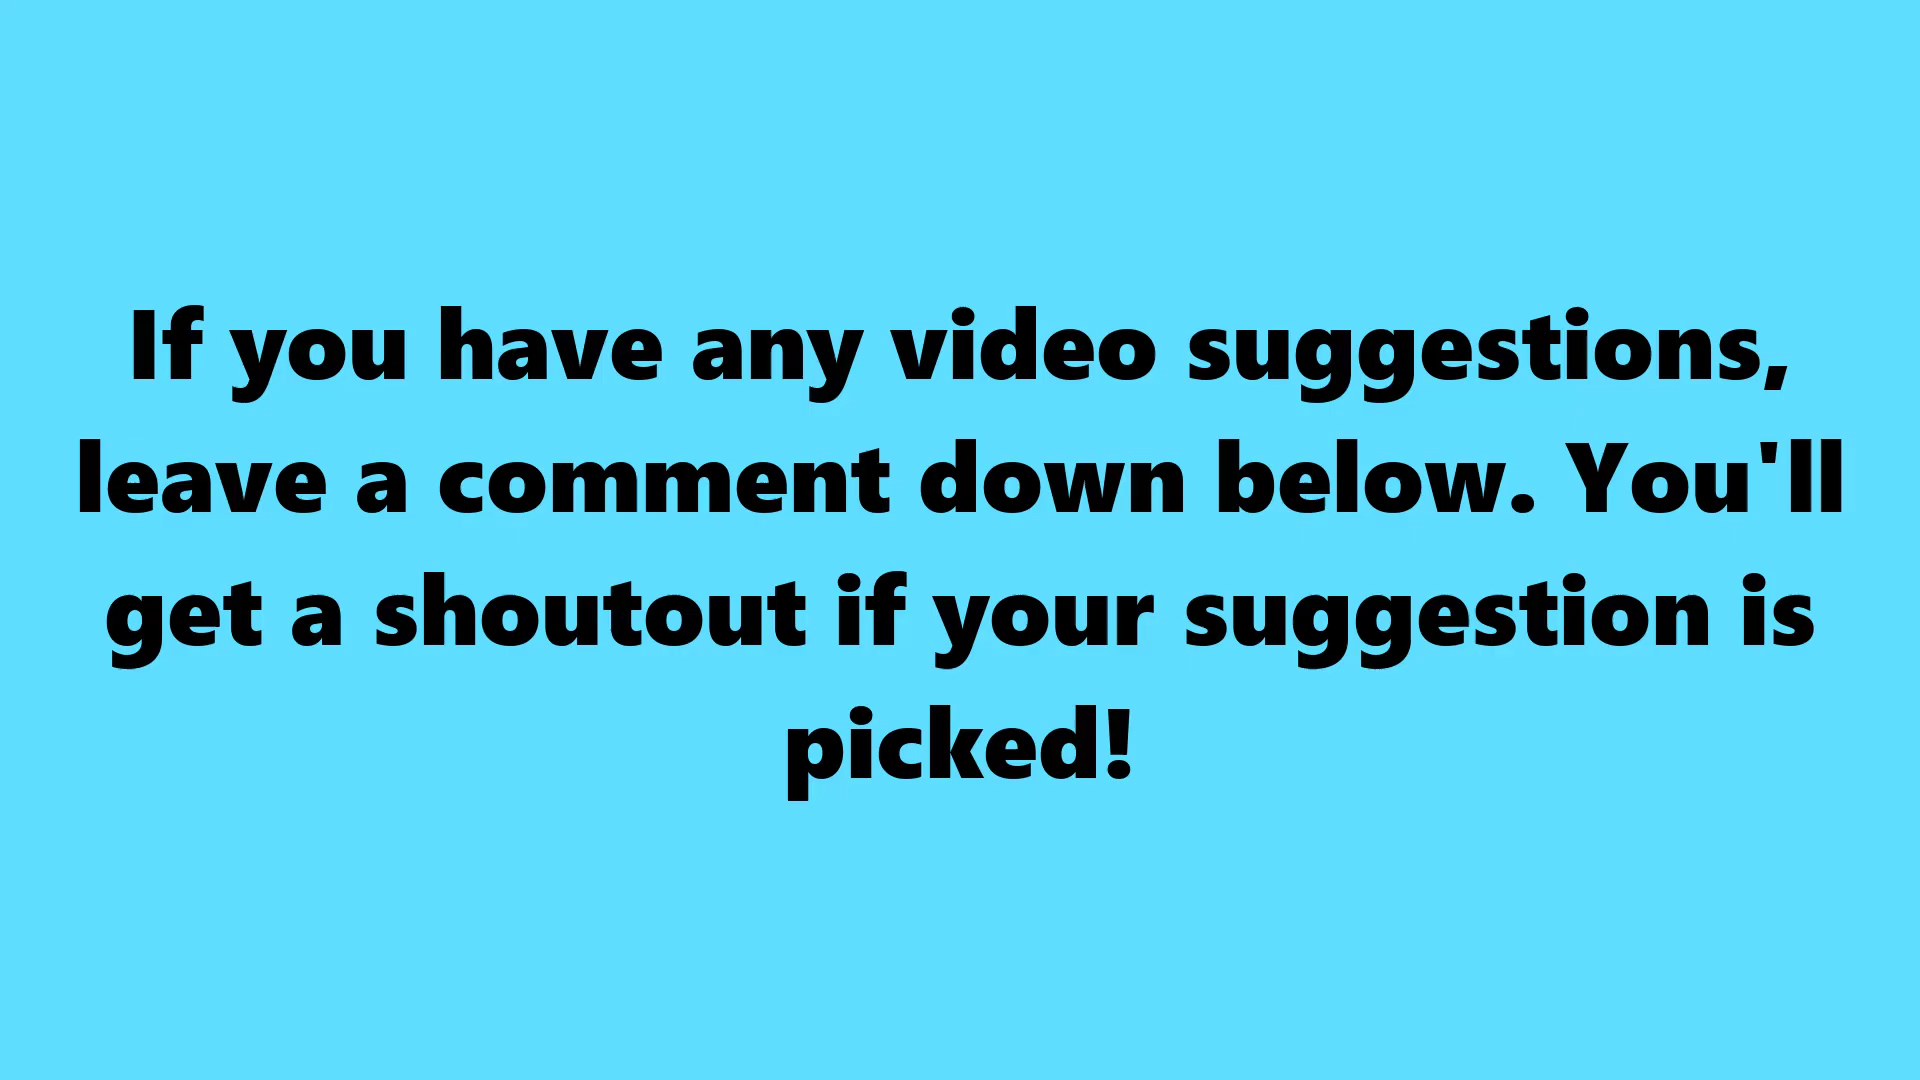 If you have any video suggestions,
leave a comment down below. You'll
get a shoutout if your suggestion is
picked!